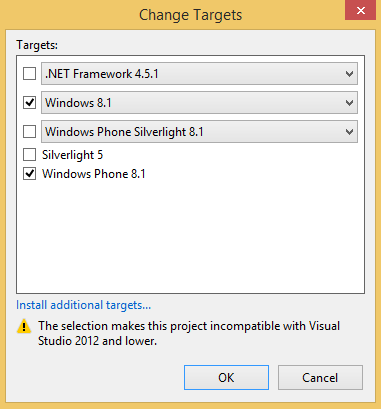 Change Targets
Targets:
.NET Framework 4.5.1
Windows 8.1
Windows Phone Silverlight 8.1
Silverlight 5
Windows Phone 8.1
Install additional targets...
The selection makes this project incompatible with Visual
Studio 2012 and lower.
OK
Cancel